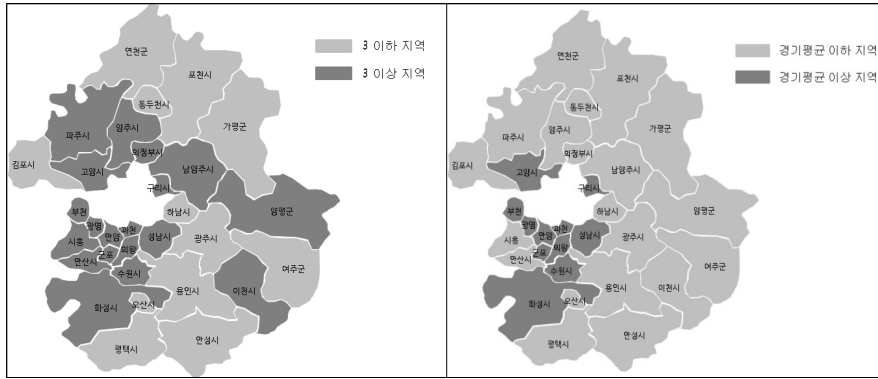 3 이하 지역
3 이상 지역
연천군
포천시
동두천시
파주시
양주시
가평군
의정부시
김포시
고양시
남양주시
구리시
하남시
양평군
부천
광명
과천
시흥
안양
성남시
광주시
의왕
군포
안산시
수원시
여주군
용인시
이천시
화성시
오산시
평택시
안성시
경기평균 이하 지역
경기평균 이상 지역
연천군
포천시
동두천시
파주시
양주시
가평군
의정부시
김포시
고양시
남양주시
구리시
하남시
양평군
부천
광명
과천
시흥
안양
성남시
광주시
의왕
군포
안산시
수원시
여주군
용인시
이천시
화성시
오산시
평택시
안성시